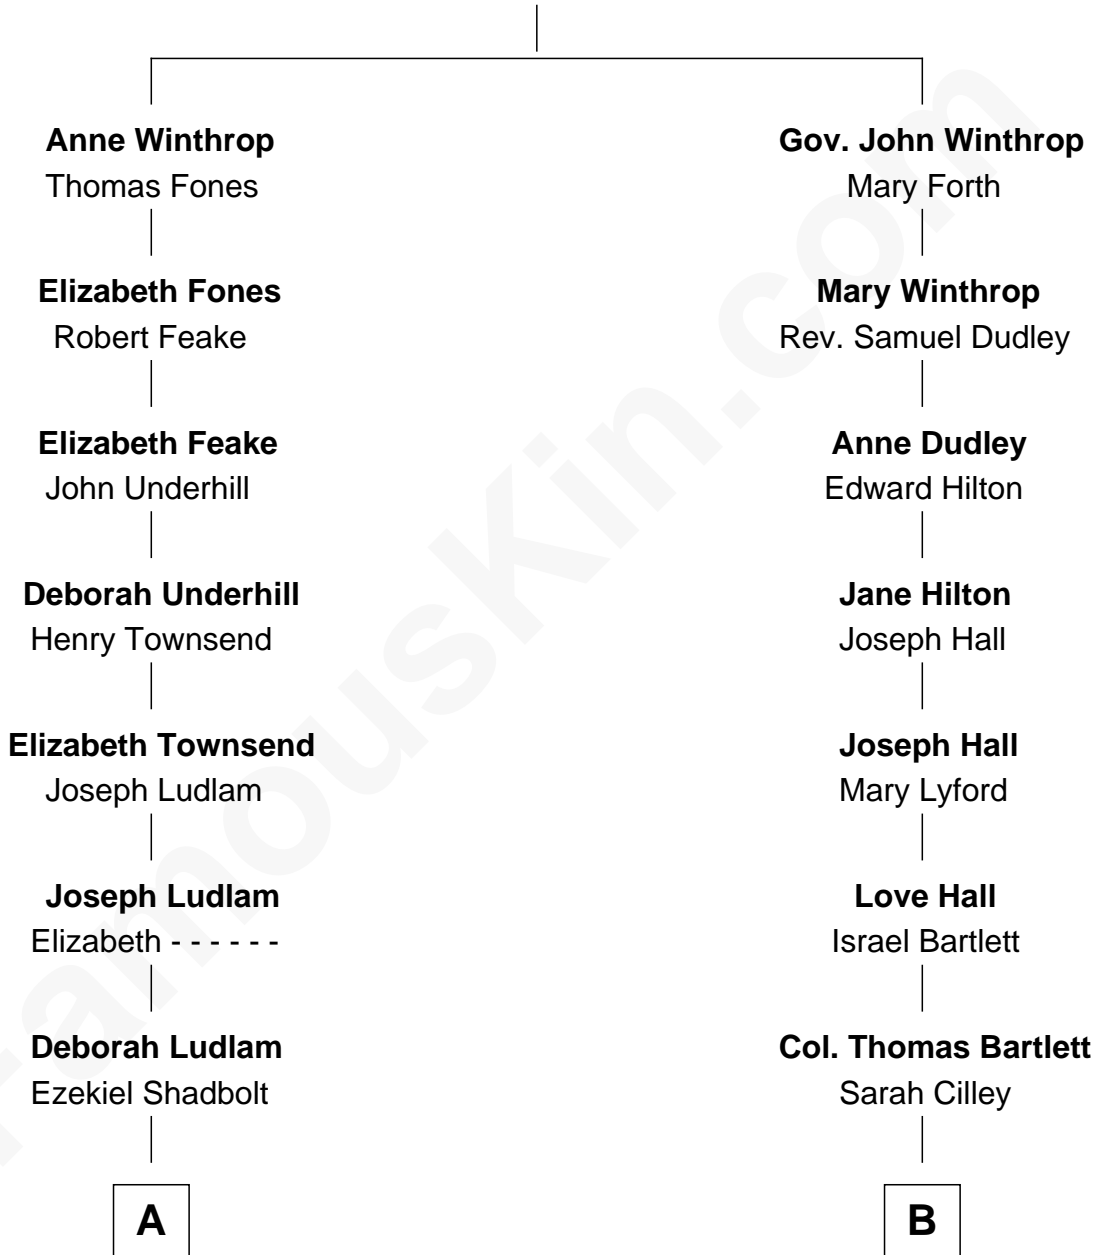 Anne Winthrop
Thomas Fones
Elizabeth Fones
Robert Feake
Elizabeth Feake
John Underhill
Deborah Underhill
Henry Townsend
Elizabeth Townsend
Joseph Ludlam
Joseph Ludlam
Elizabeth - - - - - -
Deborah Ludlam
Ezekiel Shadbolt
A
Gov. John Winthrop
Mary Forth
Mary Winthrop
Rev. Samuel Dudley
Anne Dudley
Edward Hilton
Jane Hilton
Joseph Hall
Joseph Hall
Mary Lyford
Love Hall
Israel Bartlett
Col. Thomas Bartlett
Sarah Cilley
B
FamousKin.com